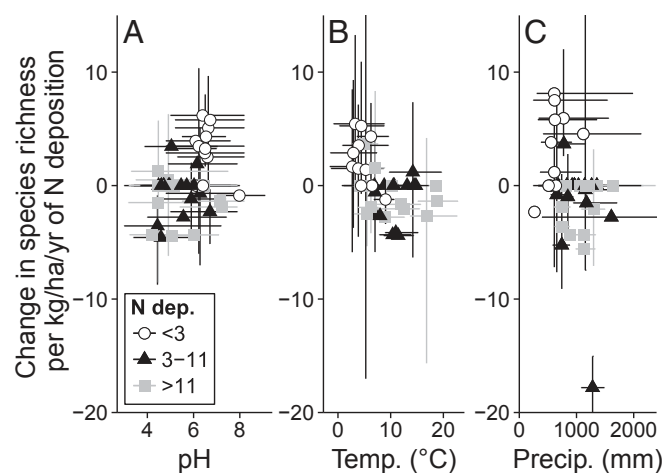 A
B
C
Change in species richness
per kg/ha/yr of N deposition
10
0
−10
−20
10
0
−10
−20
10
0
−10
−20
N dep.
<3
3−11
>11
4 6 8
0 10 20
0 1000 2000
pH
Temp. (°C)
Precip. (mm)